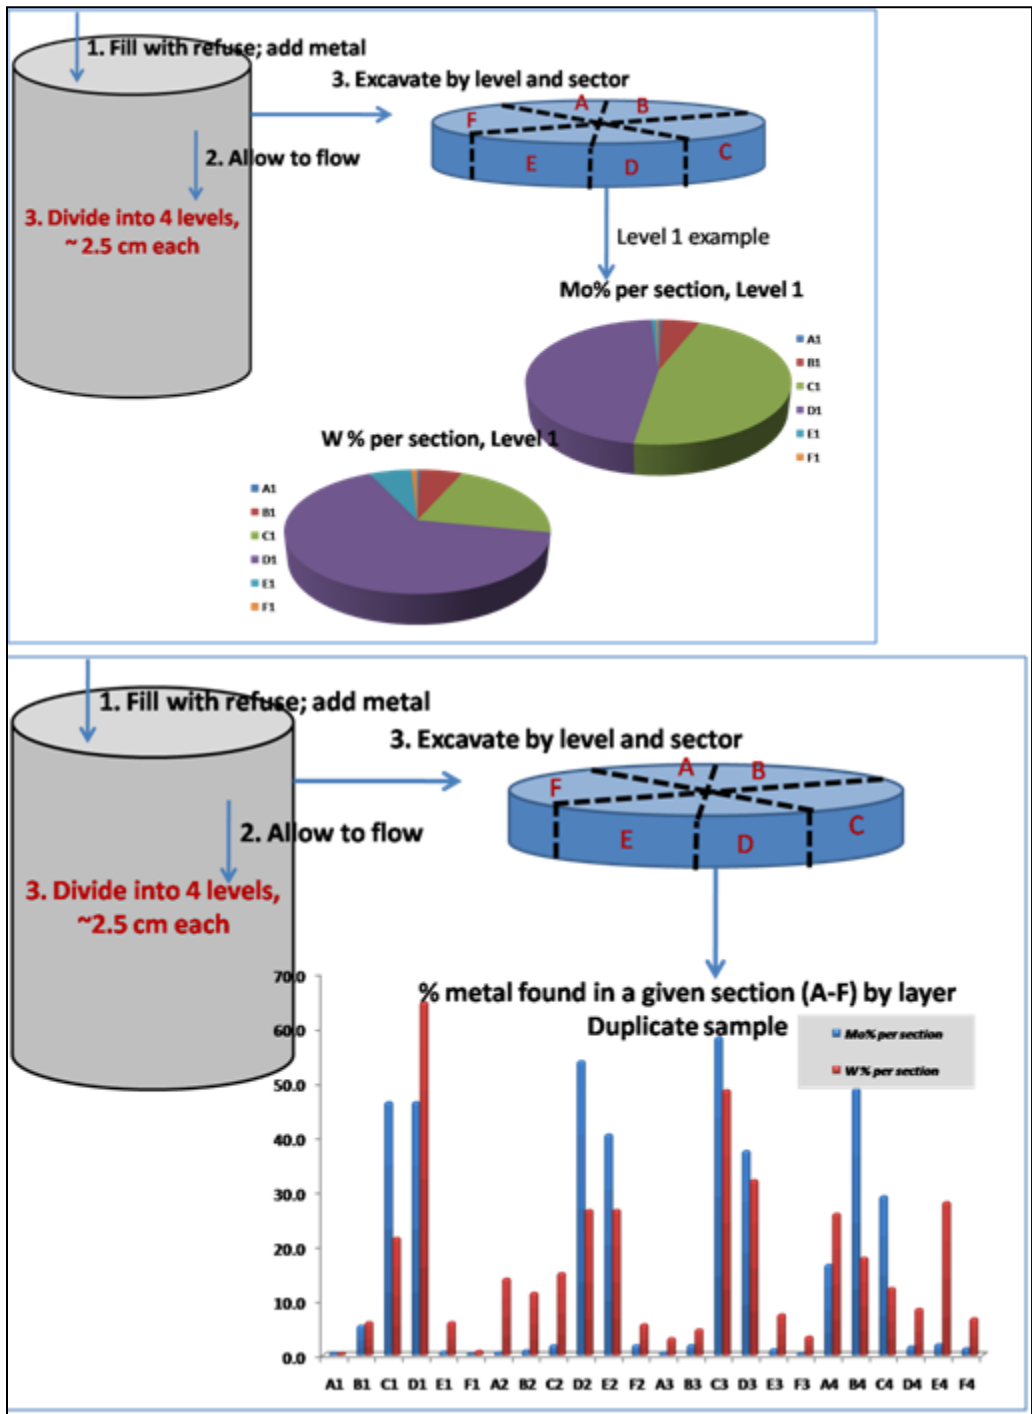 1. Fill with refuse; add metal
3. Excavate by level and sector
A
B
F
C
E
D
2. Allow to flow
3. Divide into 4 levels,
~ 2.5 cm each
Level 1 example
Mo% per section, Level 1
A1
B1
C1
D1
E1
F1
W % per section, Level 1
A1
B1
C1
D1
E1
F1
1. Fill with refuse; add metal
3. Excavate by level and sector
A
B
F
C
E
D
2. Allow to flow
3. Divide into 4 levels,
~2.5 cm each
% metal found in a given section (A-F) by layer
Duplicate sample
Mo% per section
W % per section
70.0
60.0
50.0
40.0
30.0
20.0
10.0
0.0
A1 B1 C1 D1 E1 F1 A2 B2 C2 D2 E2 F2 A3 B3 C3 D3 E3 F3 A4 B4 C4 D4 E4 F4